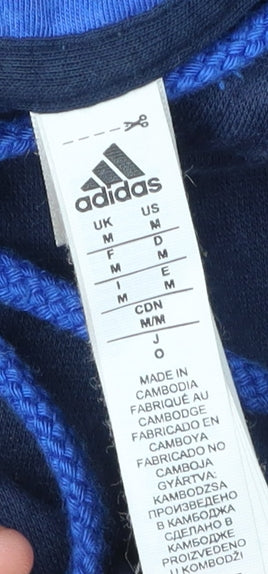 adidas
UK US
M M
F D
M M
I E
M M
CDN
M/M
J
O
MADE IN
CAMBODIA
FABRIQUÉ AU
CAMBODGE
FABRICADO EN
CAMBOYA
FABRICADO NO
CAMBOJA
GYÁRTVA:
KAMBODZSA
ПРОИЗВЕДЕНО
В КАМБОДЖА
СДЕЛАНО В
КАМБОДЖА
PROIZVEDENO
U KAMBODŽI